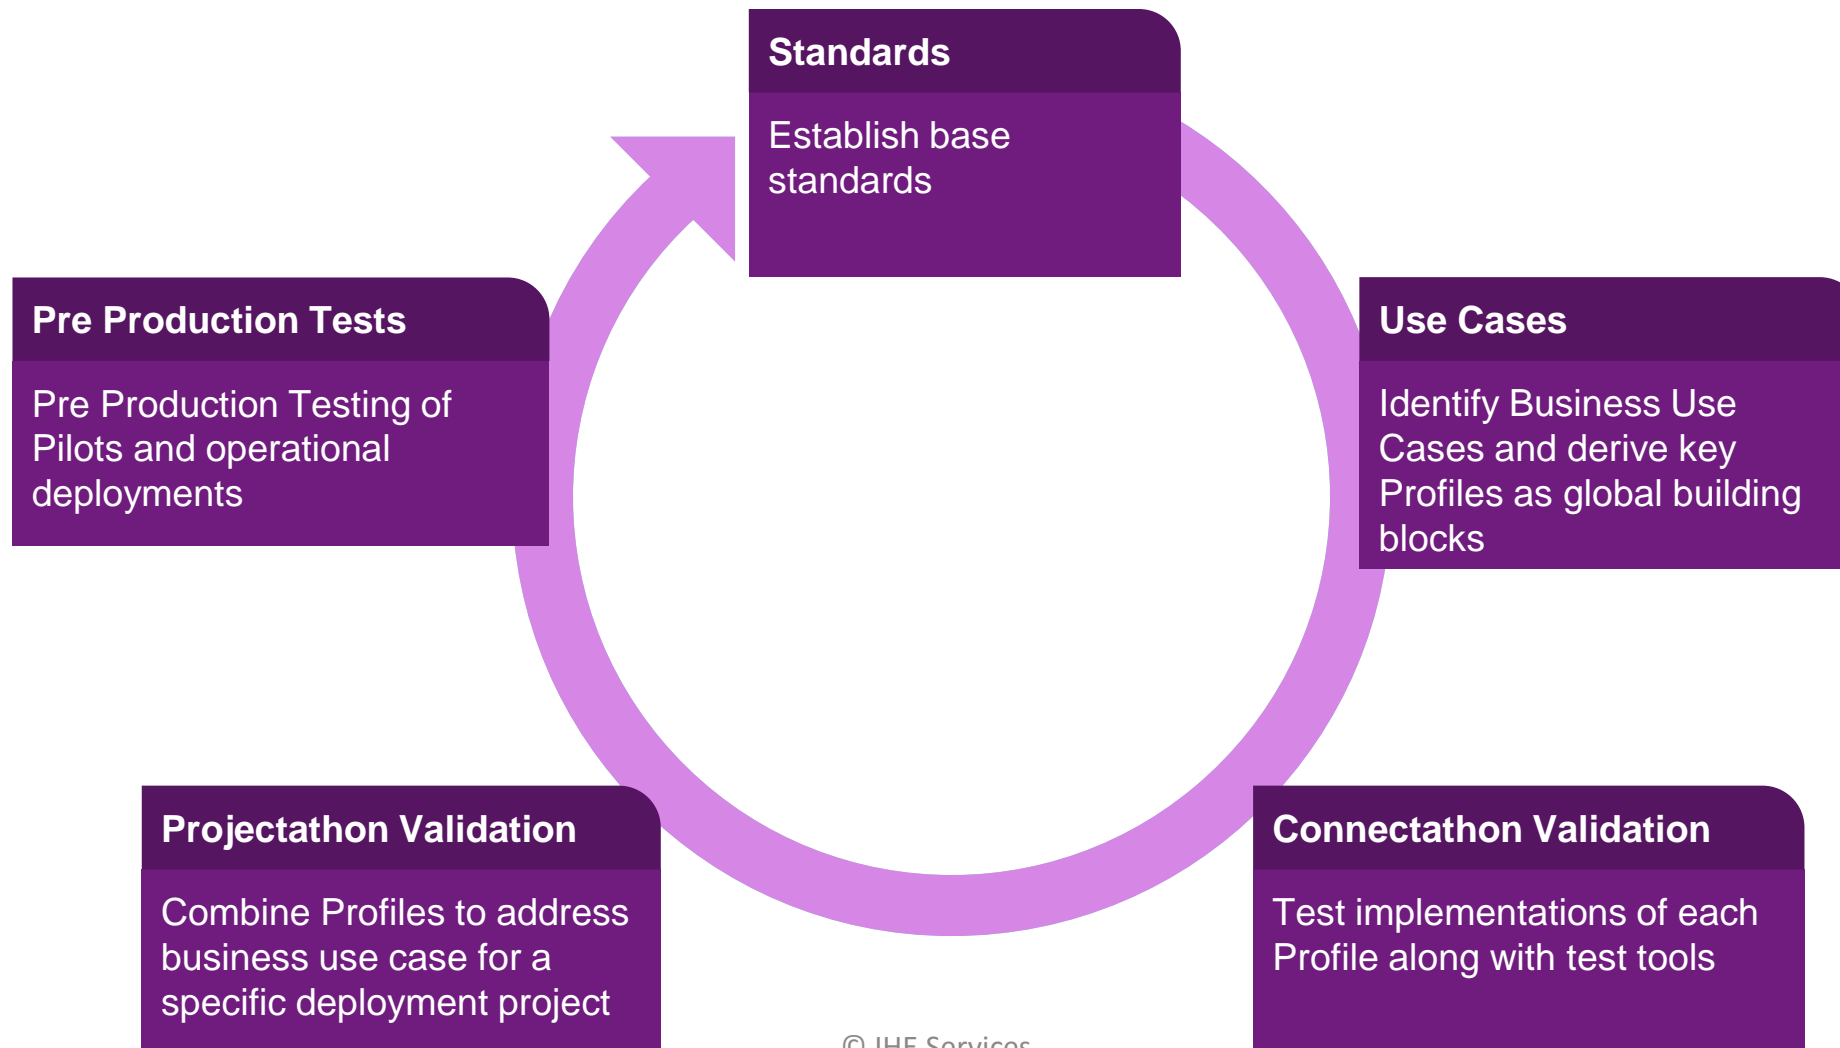 Standards
Establish base
standards
Use Cases
Identify Business Use
Cases and derive key
Profiles as global building
blocks
Connectathon Validation
Test implementations of each
Profile along with test tools
Projectathon Validation
Combine Profiles to address
business use case for a
specific deployment project
Pre Production Tests
Pre Production Testing of
Pilots and operational
deployments
© IHE Services